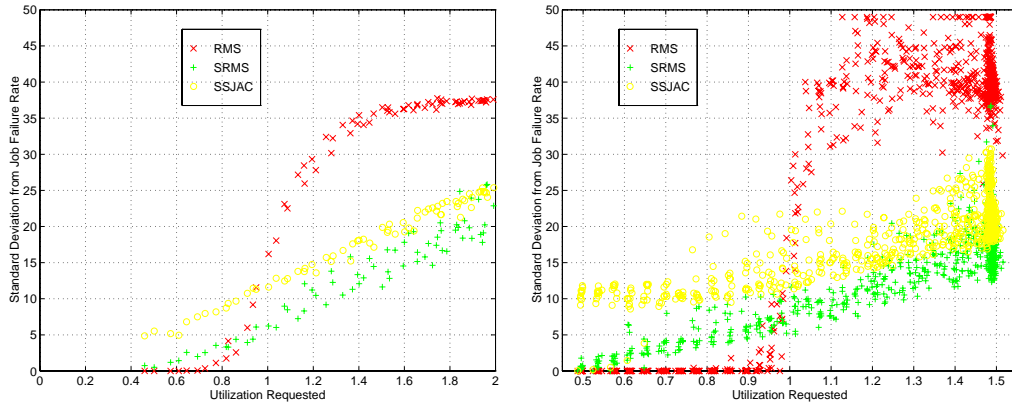 Standard Deviation from Job Failure Rate
50
45
40
35
30
25
20
15
10
5
0
RMS
SRMS
SSJAC
0 0.2 0.4 0.6 0.8 1 1.2 1.4 1.6 1.8 2
Utilization Requested
Standard Deviation from Job Failure Rate
50
45
40
35
30
25
20
15
10
5
0
RMS
SRMS
SSJAC
0.5 0.6 0.7 0.8 0.9 1 1.1 1.2 1.3 1.4 1.5
Utilization Requested